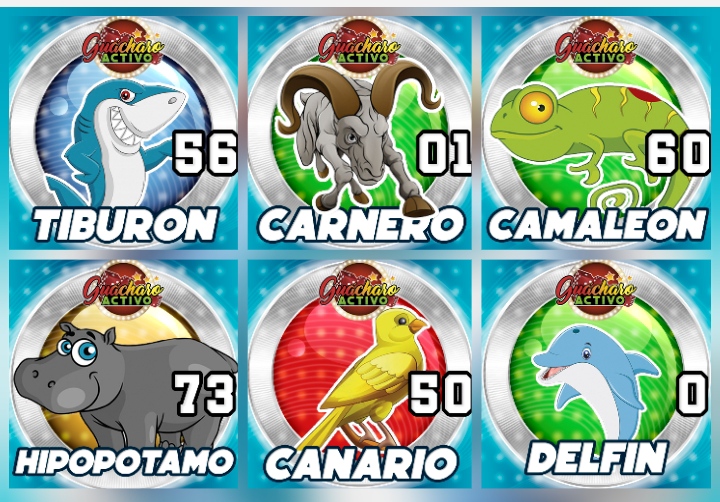 Guacharo
ACTIVO
56
TIBURON
Guacharo
ACTIVO
01
CARNERO
Guacharo
ACTIVO
60
CAMALEON
Guacharo
ACTIVO
73
HIPOPOTAMO
Guacharo
ACTIVO
50
CANARIO
Guacharo
ACTIVO
0
DELFIN